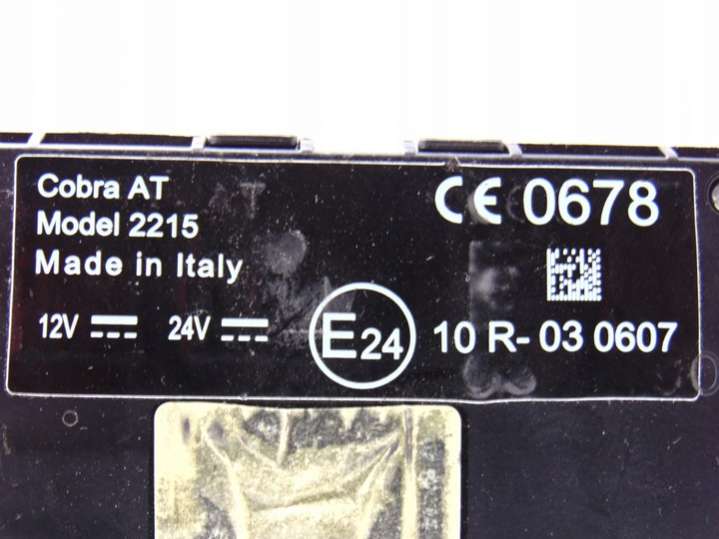 Cobra AT
Model 2215
Made in Italy
CE 0678
12V 24V
E24 10 R- 03 0607